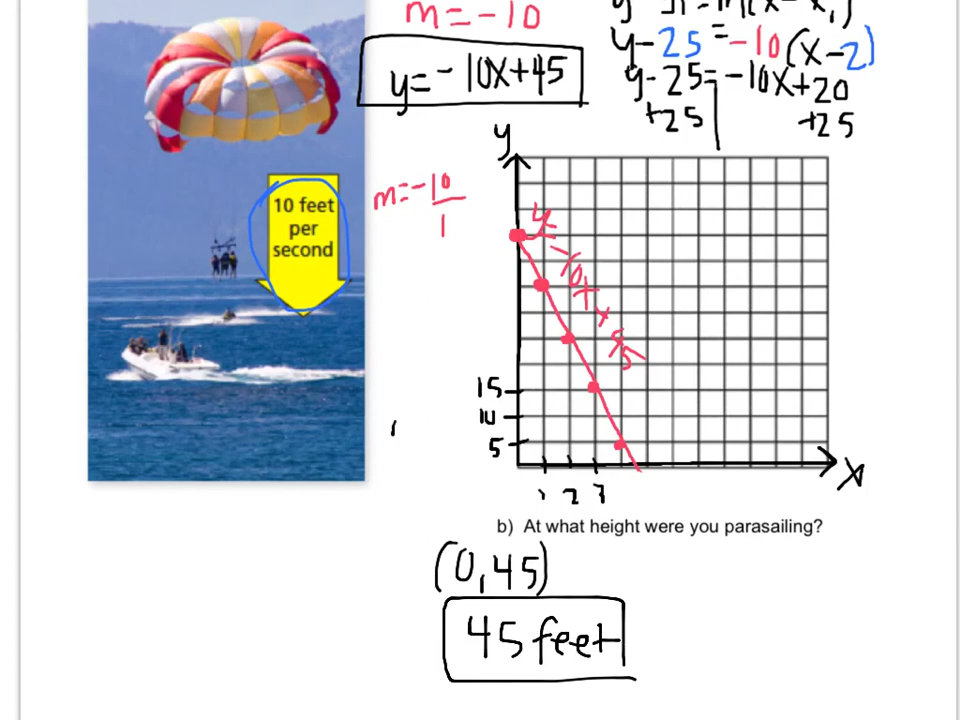 m = -10
y = -10x+45
y-25 = -10(x-2)
y-25 = -10x+20
+25 +25
10 feet
per
second
m = -10/1
y
y = -10x + 45
15
10
5
1 2 3
x
b) At what height were you parasailing?
(0,45)
45 feet